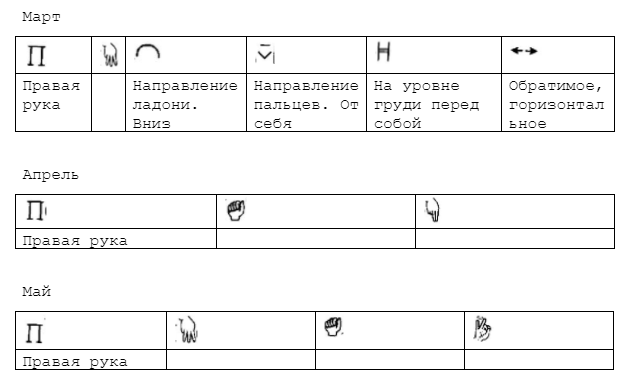 Март
П Н
Правая рука
Направление ладони. Вниз
Направление пальцев. От себя
На уровне груди перед собой
Обратимое, горизонтальное
Апрель
П
Правая рука
Май
П
Правая рука